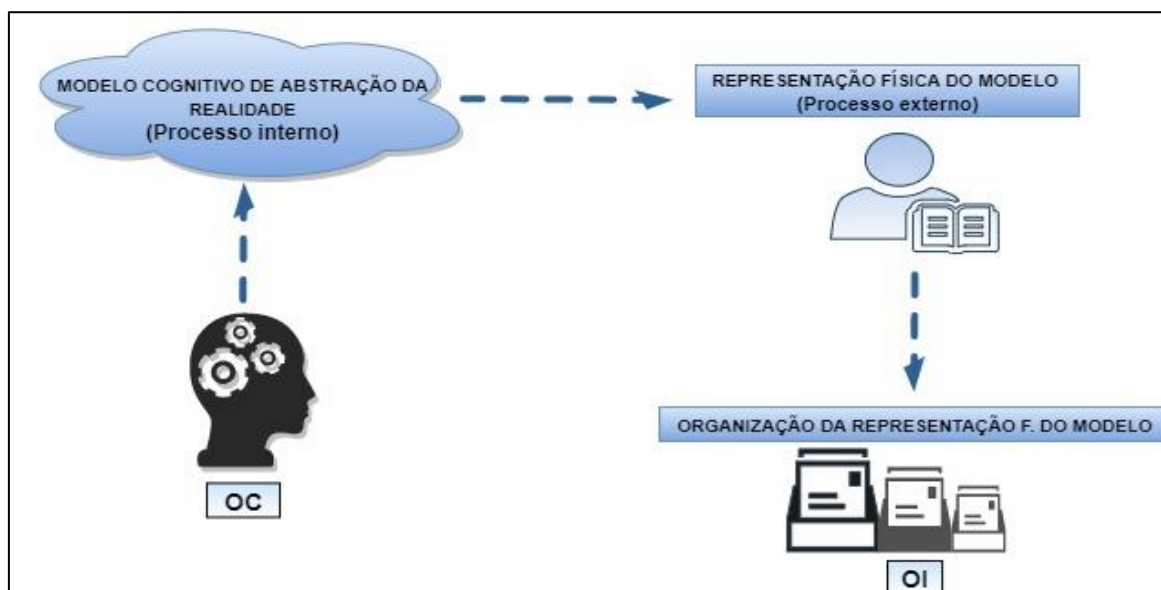 MODELO COGNITIVO DE ABSTRAÇÃO DA
REALIDADE
(Processo interno)
REPRESENTAÇÃO FÍSICA DO MODELO
(Processo externo)
OC
ORGANIZAÇÃO DA REPRESENTAÇÃO F. DO MODELO
OI